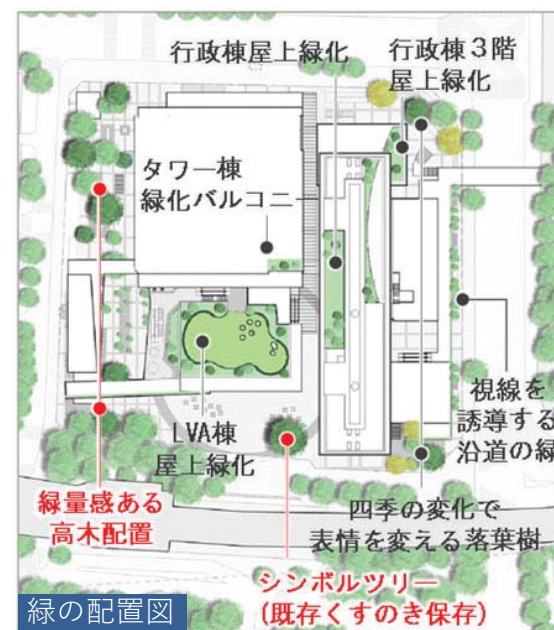 行政棟屋上緑化
行政棟3階
屋上緑化
タワー棟
緑化バルコニー
LVA棟
屋上緑化
視線を
誘導する
沿道の緑
緑量感ある
高木配置
四季の変化で
表情を変える落葉樹
シンボルツリー
(既存くすのき保存)
緑の配置図